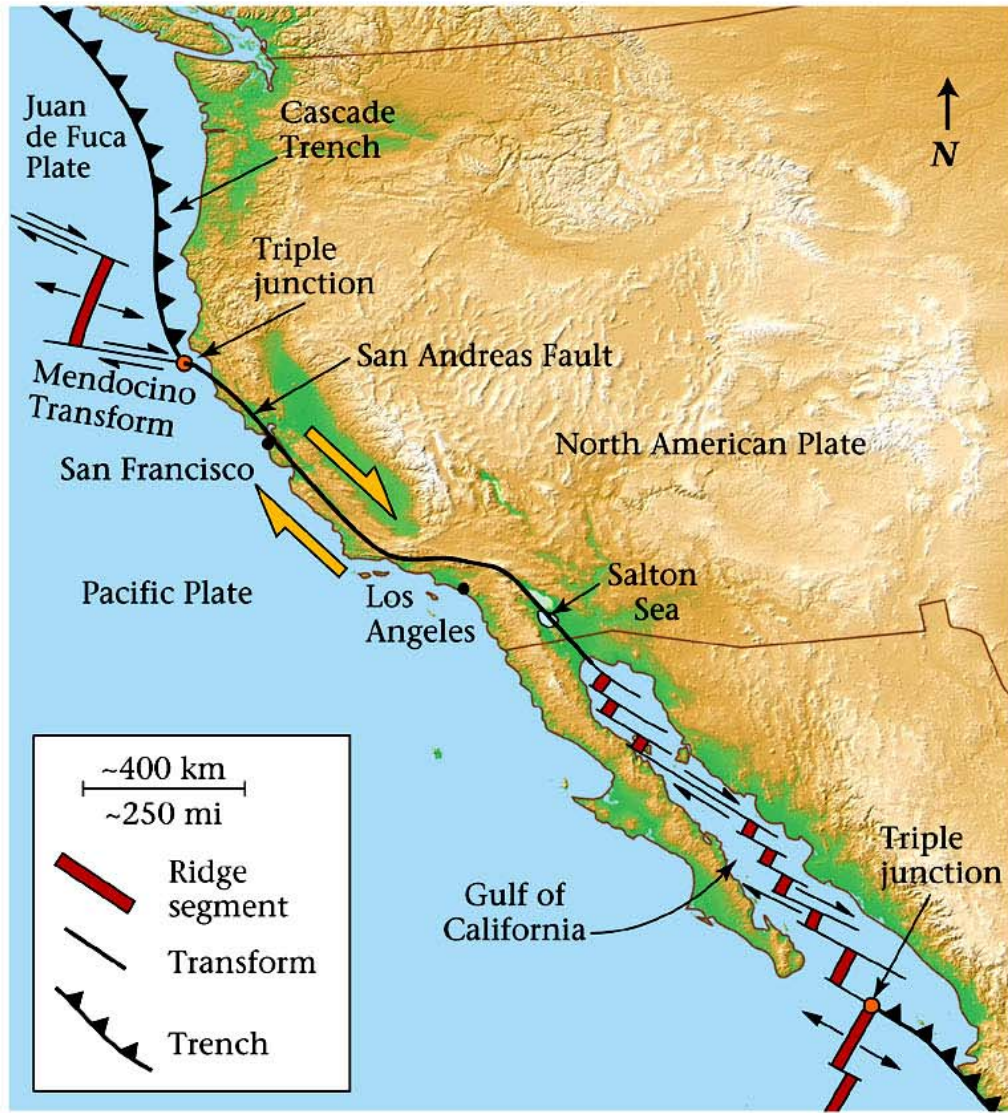 Juan
de Fuca
Plate
Cascade
Trench
N
Triple
junction
San Andreas Fault
Mendocino
Transform
San Francisco
North American Plate
Pacific Plate
Los
Angeles
Salton
Sea
~400 km
~250 mi
Ridge
segment
Transform
Trench
Gulf of
California
Triple
junction